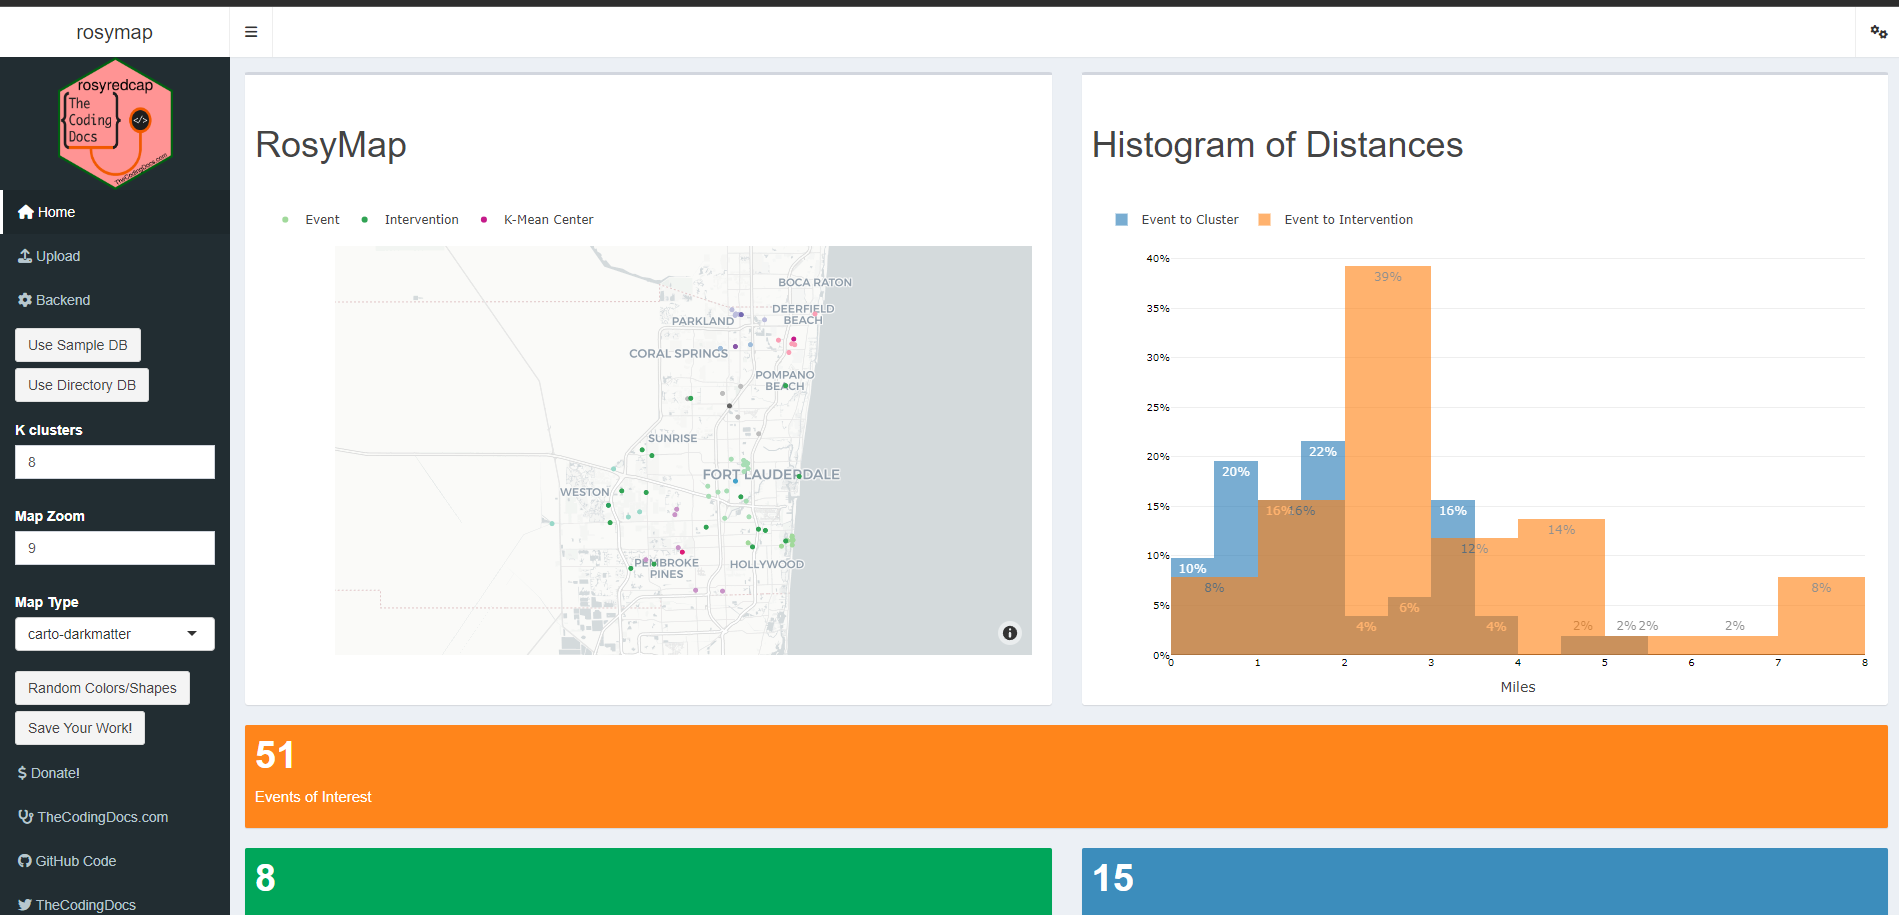 rosymap
rosyredcap
{The
Coding
Docs}
</>
TheCodingDocs.com
Home
Upload
Backend
Use Sample DB
Use Directory DB
K clusters
8
Map Zoom
9
Map Type
carto-darkmatter
Random Colors/Shapes
Save Your Work!
$ Donate!
TheCodingDocs.com
GitHub Code
TheCodingDocs
RosyMap
Event Intervention K-Mean Center
BOCA RATON
DEERFIELD
BEACH
PARKLAND
CORAL SPRINGS
POMPANO
BEACH
SUNRISE
FORT LAUDERDALE
WESTON
PEMBROKE
PINES
HOLLYWOOD
Histogram of Distances
Event to Cluster Event to Intervention
40%
39%
35%
30%
25%
20%
22%
20%
15%
16% 16% 16%
14%
12%
10%
10%
8% 8%
5%
6%
4% 4% 2% 2% 2% 2%
0%
0 1 2 3 4 5 6 7 8
Miles
51
Events of Interest
8
15